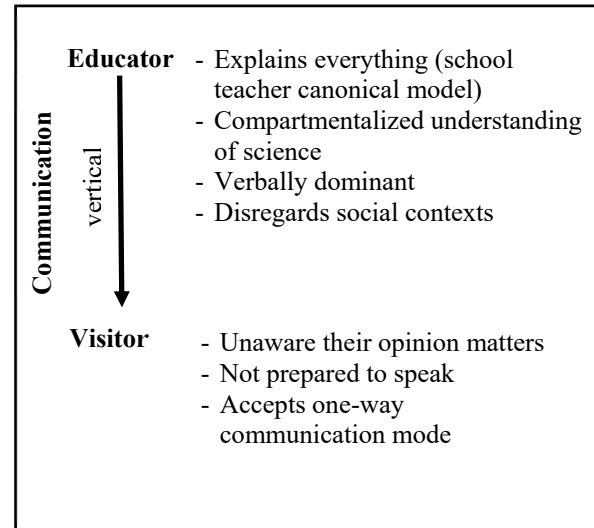 Educator
- Explains everything (school
teacher canonical model)
- Compartmentalized understanding
of science
- Verbally dominant
- Disregards social contexts
Communication
vertical
Visitor
- Unaware their opinion matters
- Not prepared to speak
- Accepts one-way
communication mode